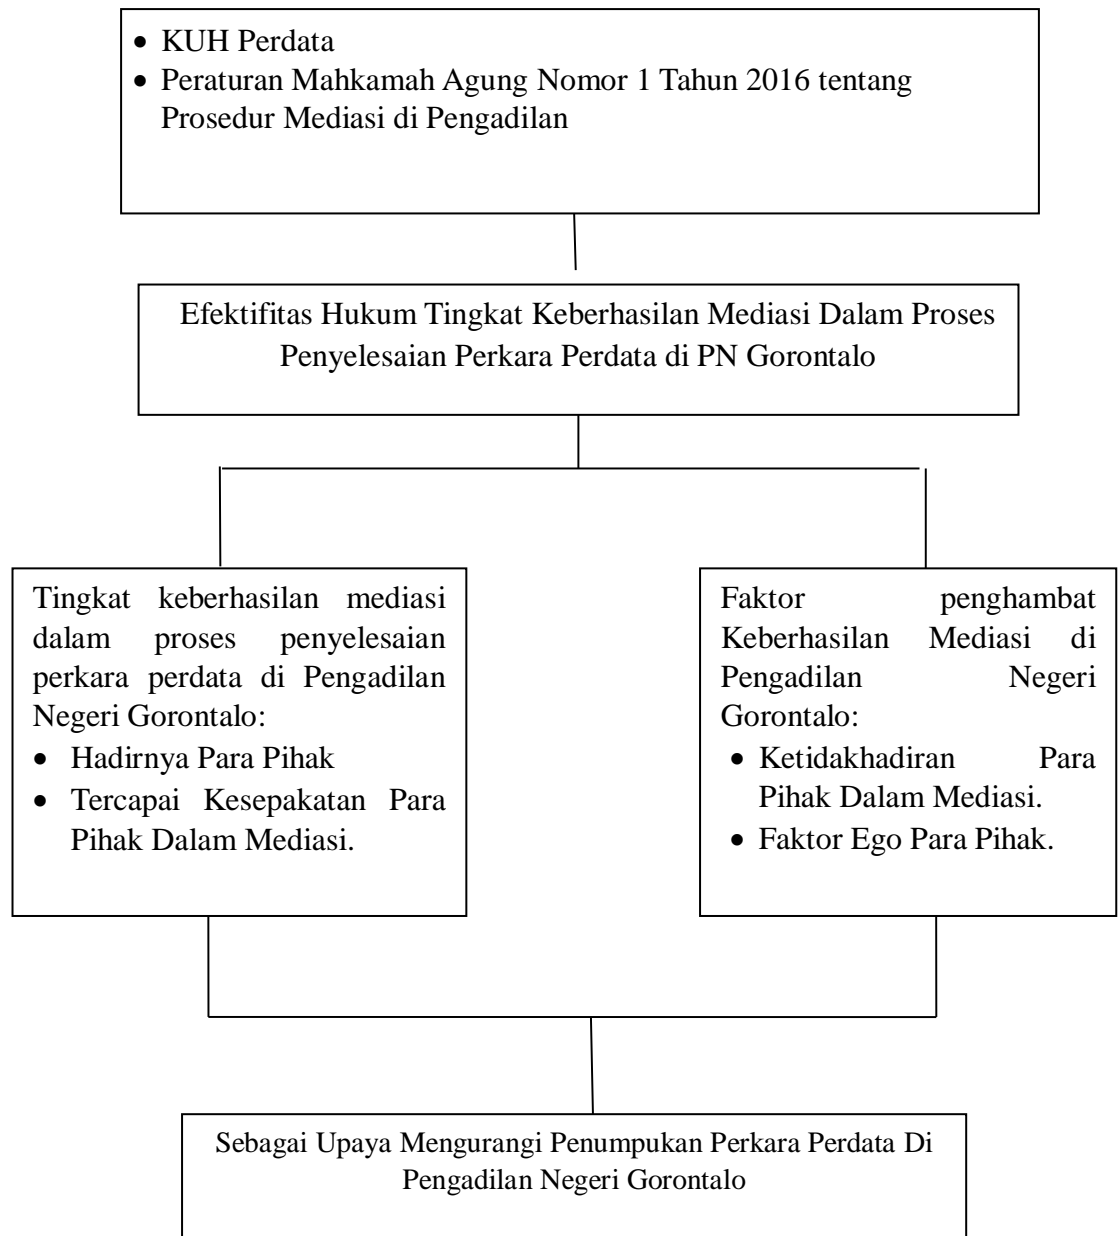 • KUH Perdata
• Peraturan Mahkamah Agung Nomor 1 Tahun 2016 tentang
Prosedur Mediasi di Pengadilan
Efektifitas Hukum Tingkat Keberhasilan Mediasi Dalam Proses
Penyelesaian Perkara Perdata di PN Gorontalo
Tingkat keberhasilan mediasi
dalam proses penyelesaian
perkara perdata di Pengadilan
Negeri Gorontalo:
• Hadirnya Para Pihak
• Tercapai Kesepakatan Para
Pihak Dalam Mediasi.
Faktor penghambat
Keberhasilan Mediasi di
Pengadilan Negeri
Gorontalo:
• Ketidakhadiran Para
Pihak Dalam Mediasi.
• Faktor Ego Para Pihak.
Sebagai Upaya Mengurangi Penumpukan Perkara Perdata Di
Pengadilan Negeri Gorontalo